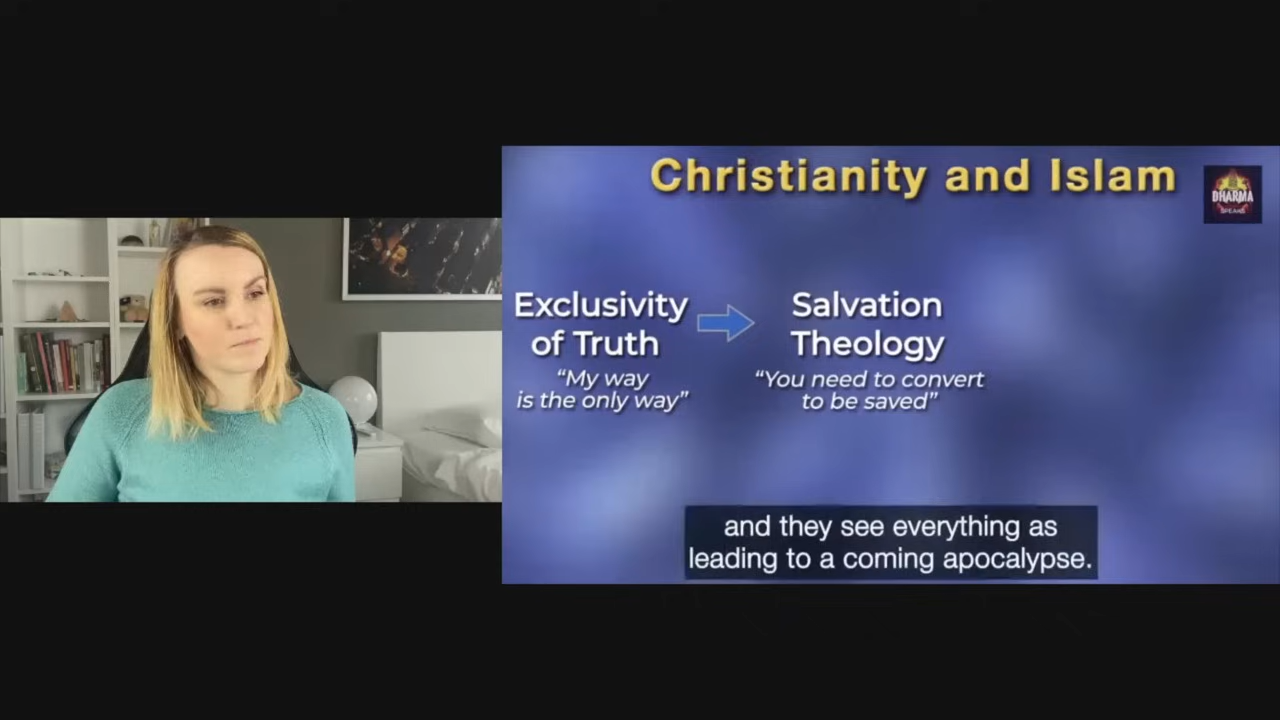 Christianity and Islam
DHARMA
SPEAKS
Exclusivity
of Truth
“My way
is the only way”
Salvation
Theology
“You need to convert
to be saved”
and they see everything as
leading to a coming apocalypse.